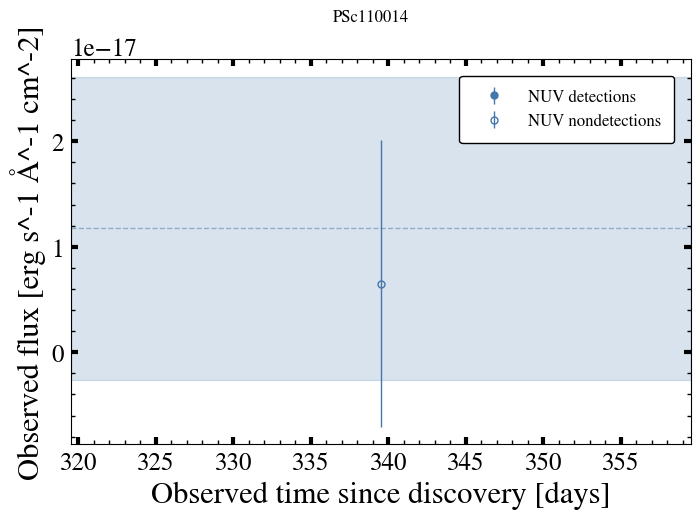 PSc110014
1e−17
NUV detections
NUV nondetections
2
1
0
Observed flux [erg s^-1 Å^-1 cm^-2]
320 325 330 335 340 345 350 355
Observed time since discovery [days]